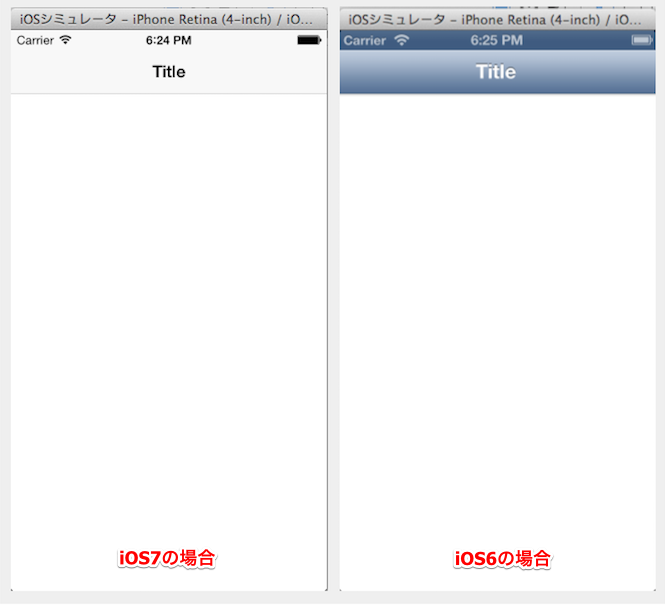 iOSシミュレータ – iPhone Retina (4-inch) / iO...
Carrier 6:24 PM
Title
iOS7の場合
iOSシミュレータ – iPhone Retina (4-inch) / iO...
Carrier 6:25 PM
Title
iOS6の場合